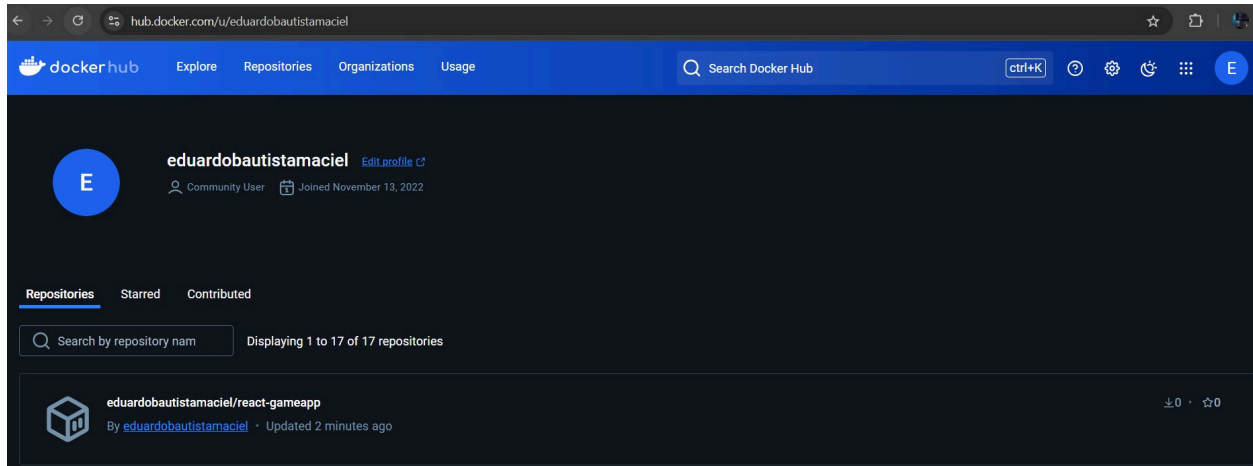 hub.docker.com/u/eduardobautistamaciel
dockerhub Explore Repositories Organizations Usage Search Docker Hub ctrl+K E
E
eduardobautistamaciel Edit profile
Community User Joined November 13, 2022
Repositories Starred Contributed
Search by repository nam Displaying 1 to 17 of 17 repositories
eduardobautistamaciel/react-gameapp 0 · 0
By eduardobautistamaciel · Updated 2 minutes ago